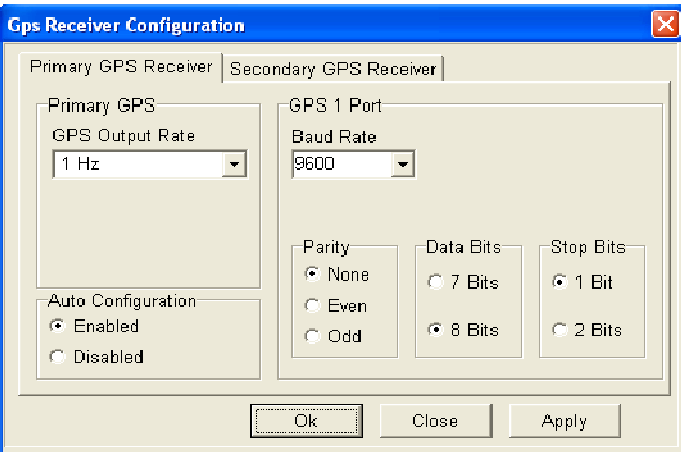 Gps Receiver Configuration
Primary GPS Receiver
Secondary GPS Receiver
Primary GPS
GPS Output Rate
1 Hz
GPS 1 Port
Baud Rate
9600
Auto Configuration
Enabled
Disabled
Parity
None
Even
Odd
Data Bits
7 Bits
8 Bits
Stop Bits
1 Bit
2 Bits
Ok
Close
Apply